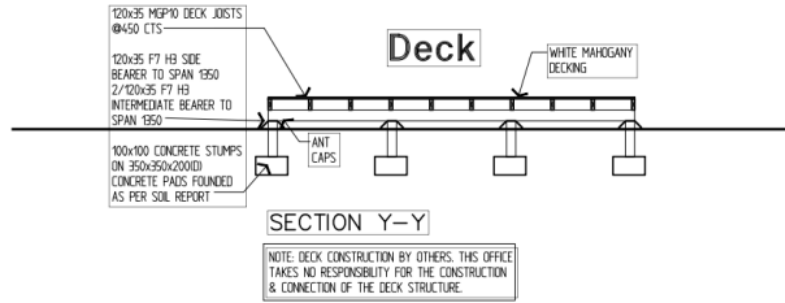 120x35 MGP10 DECK JOISTS
@450 CTS
120x35 F7 H3 SIDE
BEARER TO SPAN 1350
2/120x35 F7 H3
INTERMEDIATE BEARER TO
SPAN 1350
100x100 CONCRETE STUMPS
ON 350x350x200(D)
CONCRETE PADS FOUNDED
AS PER SOIL REPORT
Deck
WHITE MAHOGANY
DECKING
ANT
CAPS
SECTION Y-Y
NOTE: DECK CONSTRUCTION BY OTHERS. THIS OFFICE
TAKES NO RESPONSIBILITY FOR THE CONSTRUCTION
& CONNECTION OF THE DECK STRUCTURE.